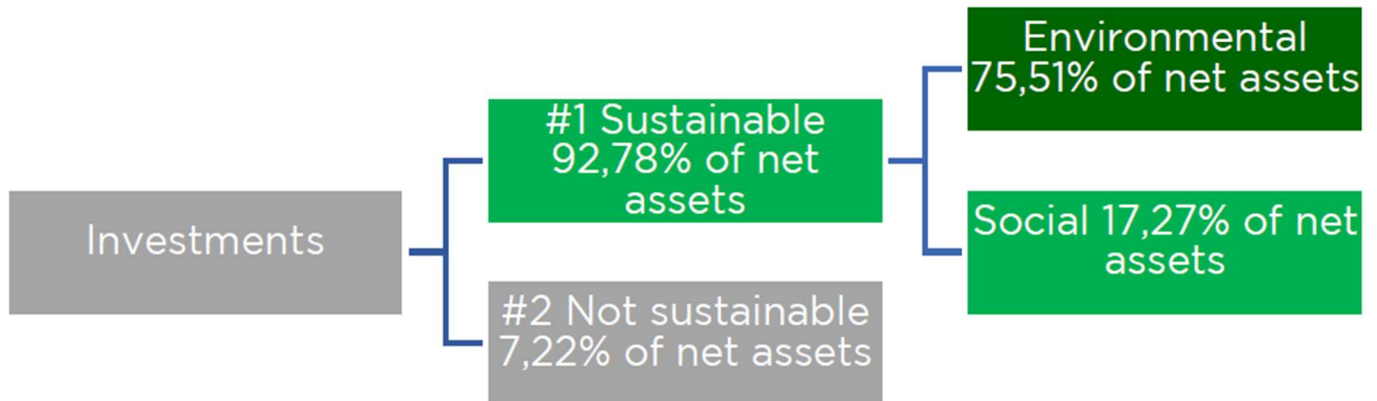 Investments
#1 Sustainable
92,78% of net
assets
#2 Not sustainable
7,22% of net assets
Environmental
75,51% of net assets
Social 17,27% of net
assets